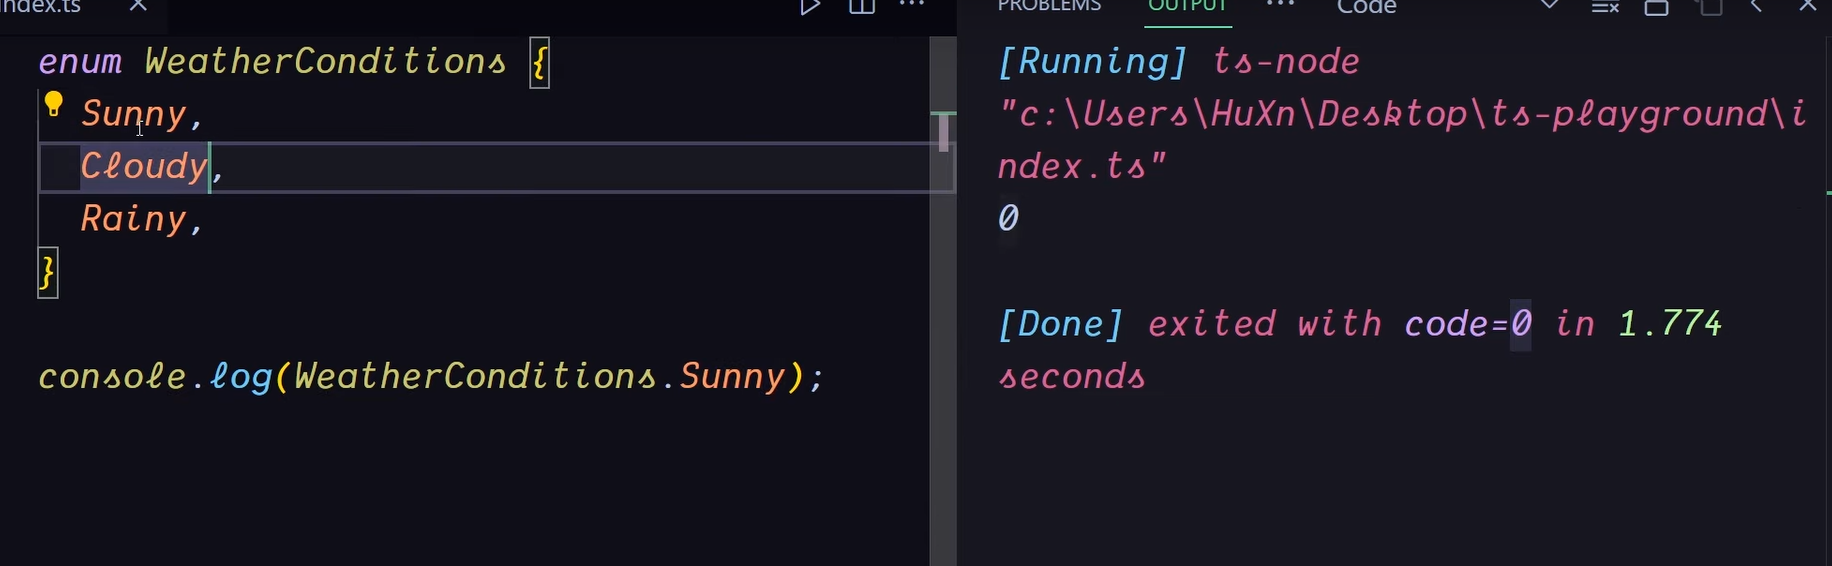 index.ts
PROBLEMS OUTPUT Code
enum WeatherConditions {
Sunny,
Cloudy,
Rainy,
}
console.log(WeatherConditions.Sunny);
[Running] ts-node
"c:\Users\HuXn\Desktop\ts-playground\i
ndex.ts"
0
[Done] exited with code=0 in 1.774
seconds